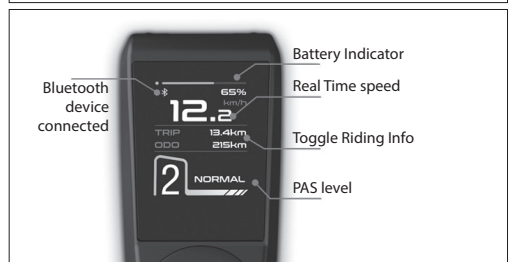 Battery Indicator
Real Time speed
Bluetooth
device
connected
65%
km/h
12.2
TRIP 13.4km
ODO 215km
Toggle Riding Info
2 NORMAL
PAS level